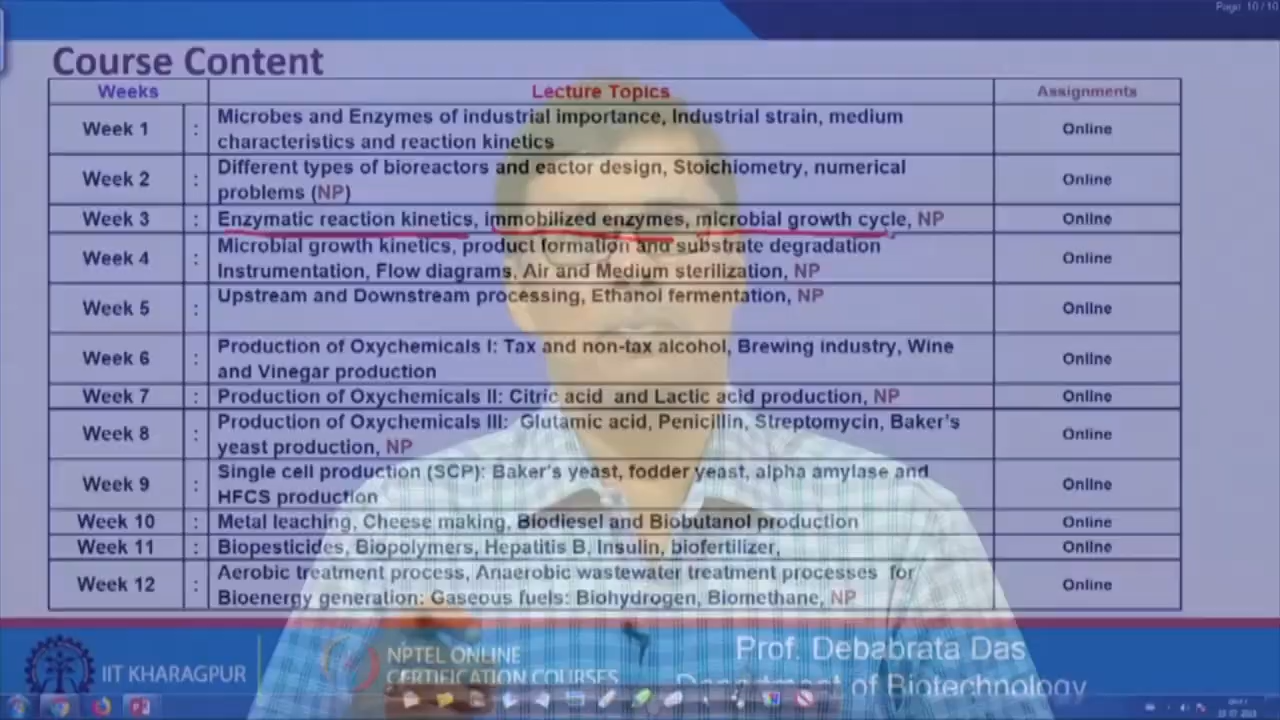 Page: 10/10
Course Content
Weeks Lecture Topics Assignments
Week 1 : Microbes and Enzymes of industrial importance, Industrial strain, medium
characteristics and reaction kinetics Online
Week 2 : Different types of bioreactors and eactor design, Stoichiometry, numerical
problems (NP) Online
Week 3 : Enzymatic reaction kinetics, immobilized enzymes, microbial growth cycle, NP Online
Week 4 : Microbial growth kinetics, product formation and substrate degradation
Instrumentation, Flow diagrams, Air and Medium sterilization, NP Online
Week 5 : Upstream and Downstream processing, Ethanol fermentation, NP Online
Week 6 : Production of Oxychemicals I: Tax and non-tax alcohol, Brewing industry, Wine
and Vinegar production Online
Week 7 : Production of Oxychemicals II: Citric acid and Lactic acid production, NP Online
Week 8 : Production of Oxychemicals III: Glutamic acid, Penicillin, Streptomycin, Baker's
yeast production, NP Online
Week 9 : Single cell production (SCP): Baker's yeast, fodder yeast, alpha amylase and
HFCS production Online
Week 10 : Metal leaching, Cheese making, Biodiesel and Biobutanol production Online
Week 11 : Biopesticides, Biopolymers, Hepatitis B, Insulin, biofertilizer, Online
Week 12 : Aerobic treatment process, Anaerobic wastewater treatment processes for
Bioenergy generation: Gaseous fuels: Biohydrogen, Biomethane, NP Online
IIT KHARAGPUR
NPTEL ONLINE
CERTIFICATION COURSES
Prof. Debabrata Das
Department of Biotechnology